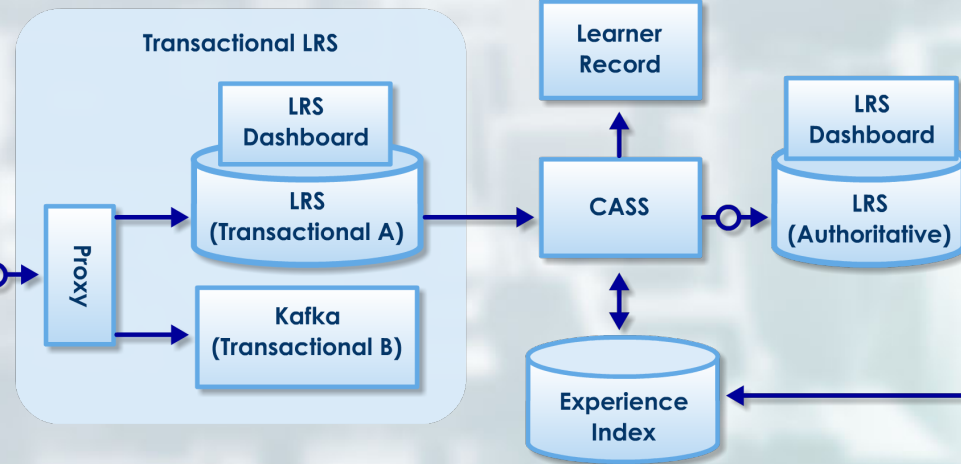 Transactional LRS
LRS
Dashboard
LRS
(Transactional A)
Proxy
Kafka
(Transactional B)
Learner
Record
CASS
Experience
Index
LRS
Dashboard
LRS
(Authoritative)